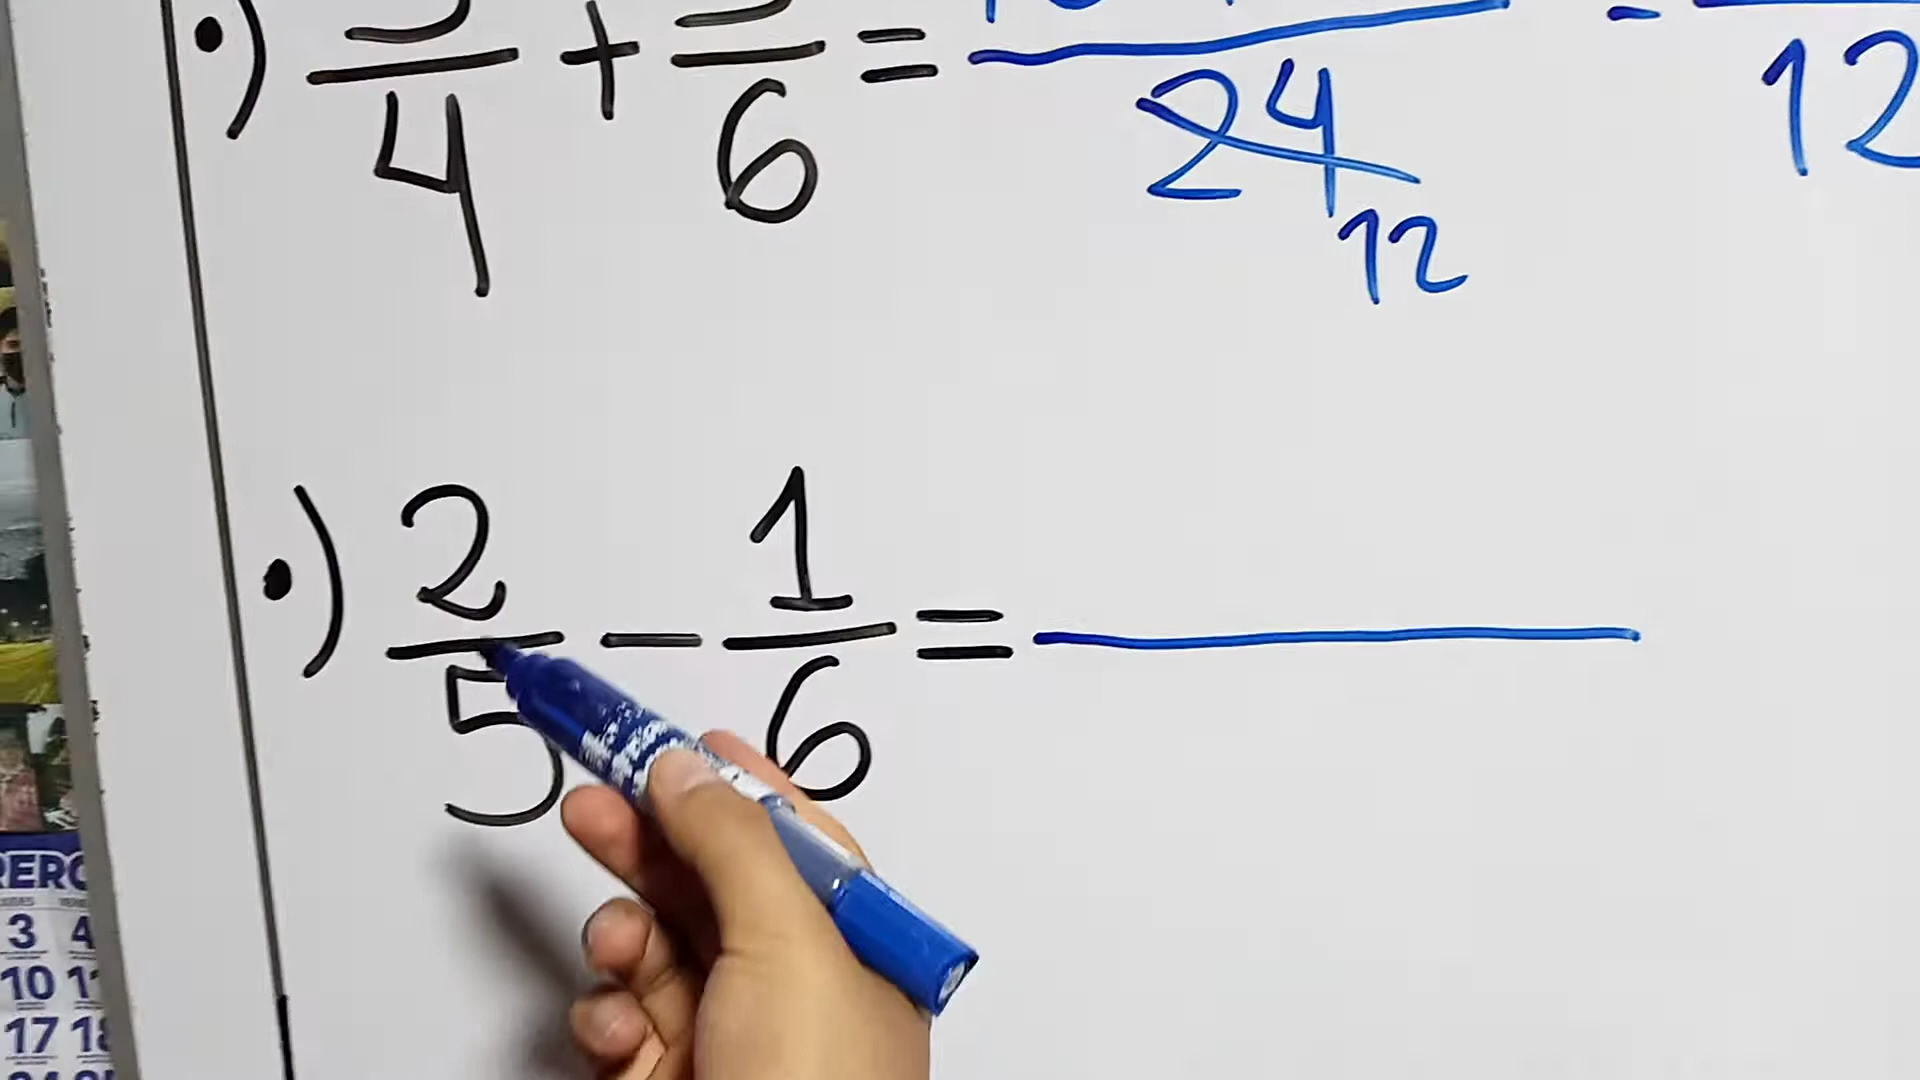 •) — + — = — = —
4 6 24 12
12
•) 2/5 − 1/6 =
3 4
10 11
17 18